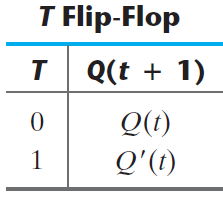 T Flip-Flop
T Q(t + 1)
0 Q(t)
1 Q′(t)